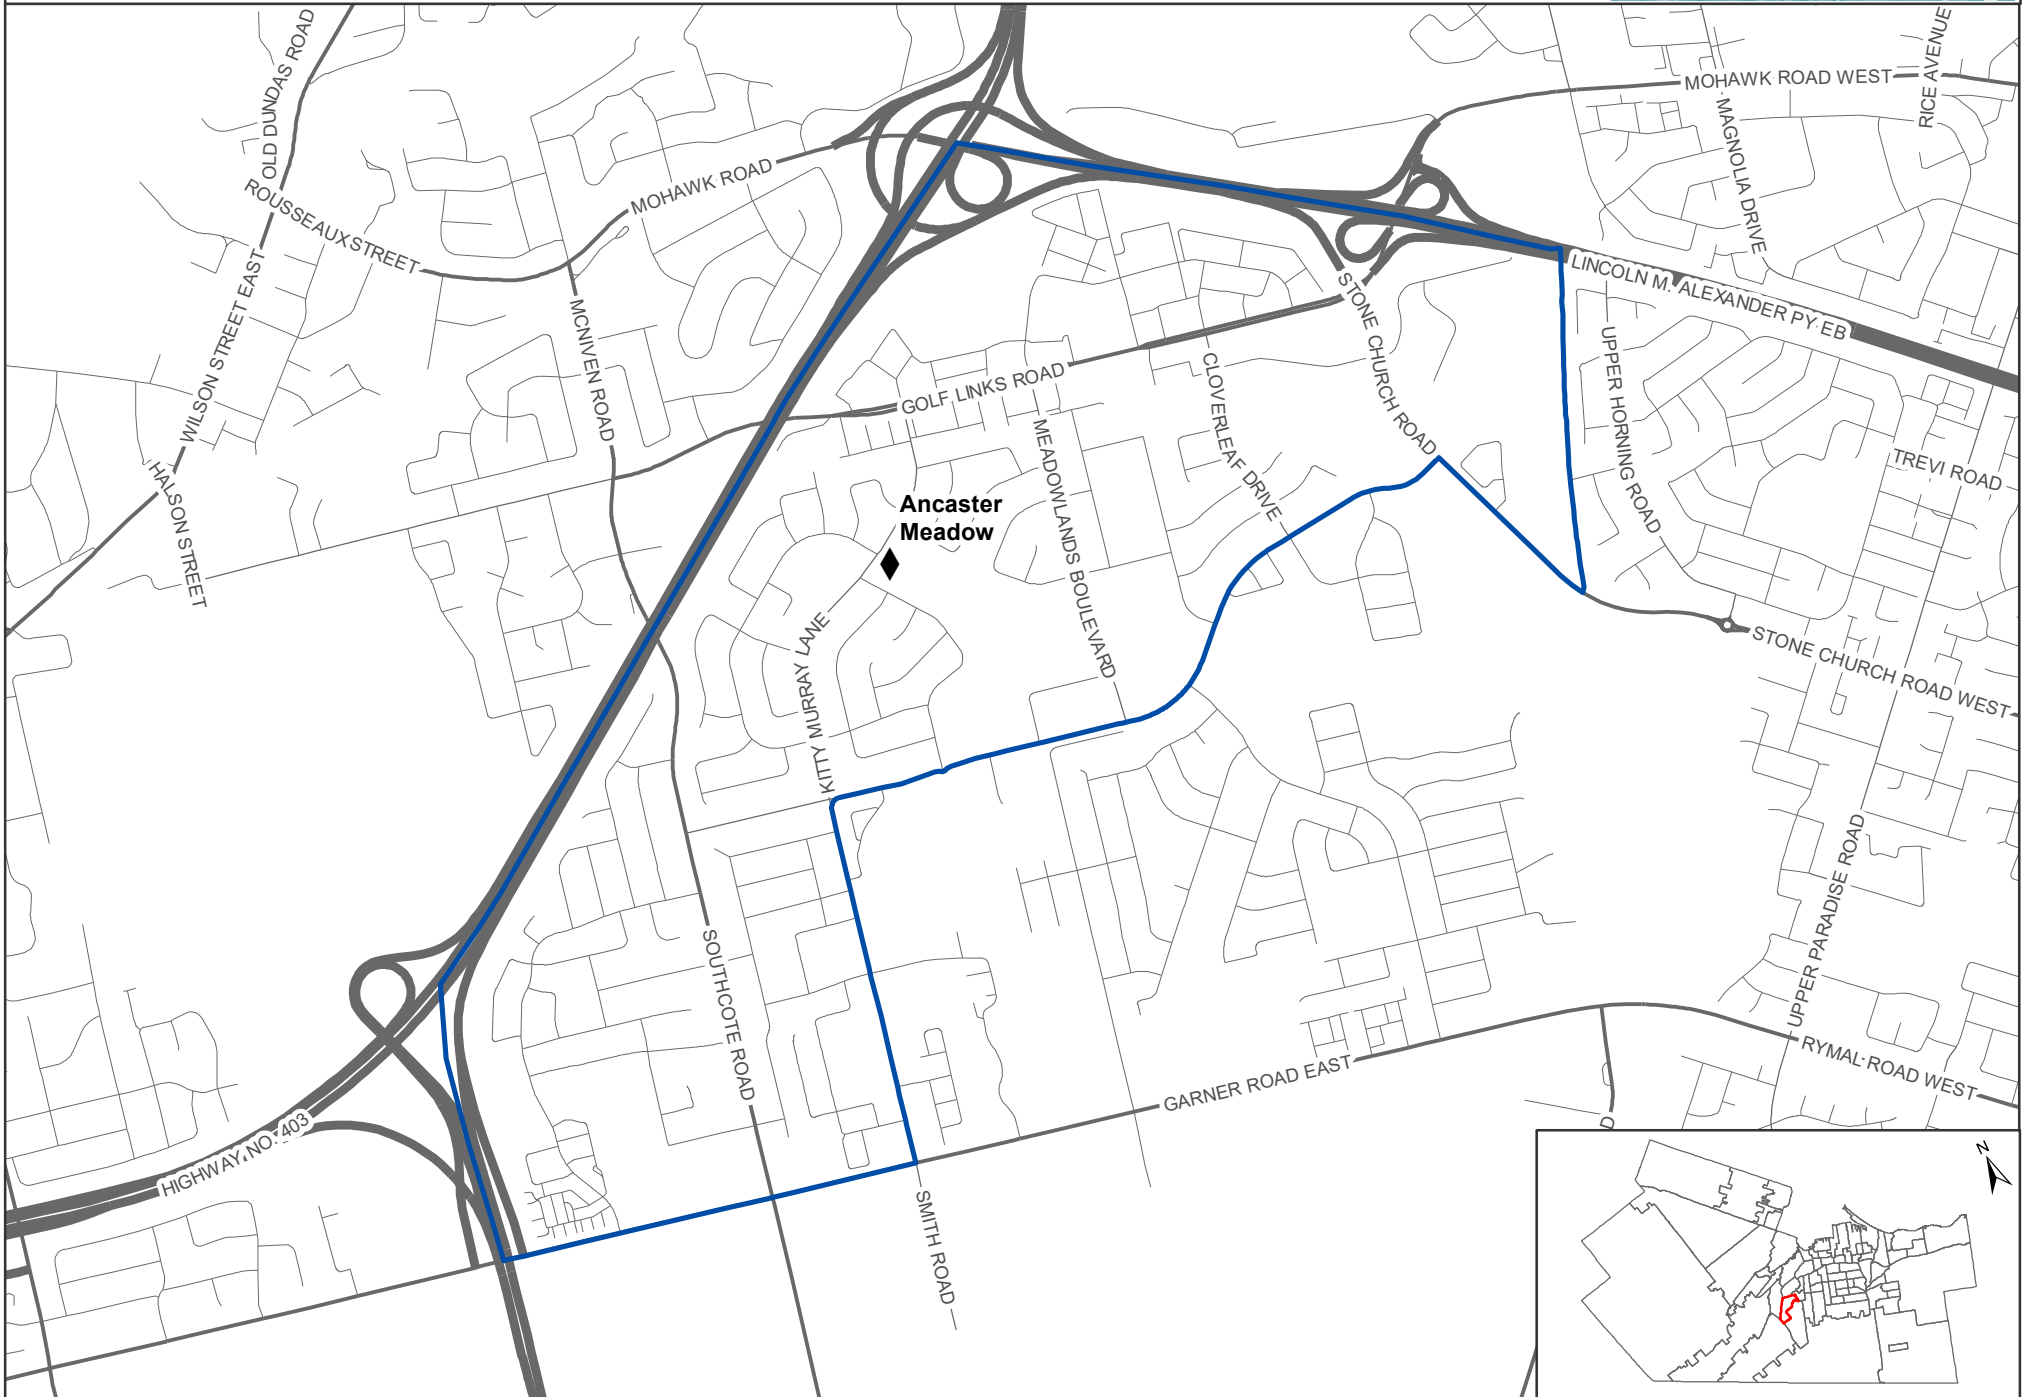 OLD DUNDAS ROAD
RICE AVENUE
MOHAWK ROAD WEST
MAGNOLIA DRIVE
MOHAWK ROAD
ROUSSEAUX STREET
WILSON STREET EAST
MCNIVEN ROAD
STONE CHURCH ROAD
LINCOLN M. ALEXANDER PY EB
UPPER HORNING ROAD
GOLF LINKS ROAD
CLOVERLEAF DRIVE
MEADOWLANDS BOULEVARD
TREVI ROAD
HALSON STREET
Ancaster
Meadow
KITTY MURRAY LANE
STONE CHURCH ROAD WEST
UPPER PARADISE ROAD
SOUTHCOTE ROAD
RYMAL ROAD WEST
GARNER ROAD EAST
HIGHWAY NO. 403
SMITH ROAD
D
N